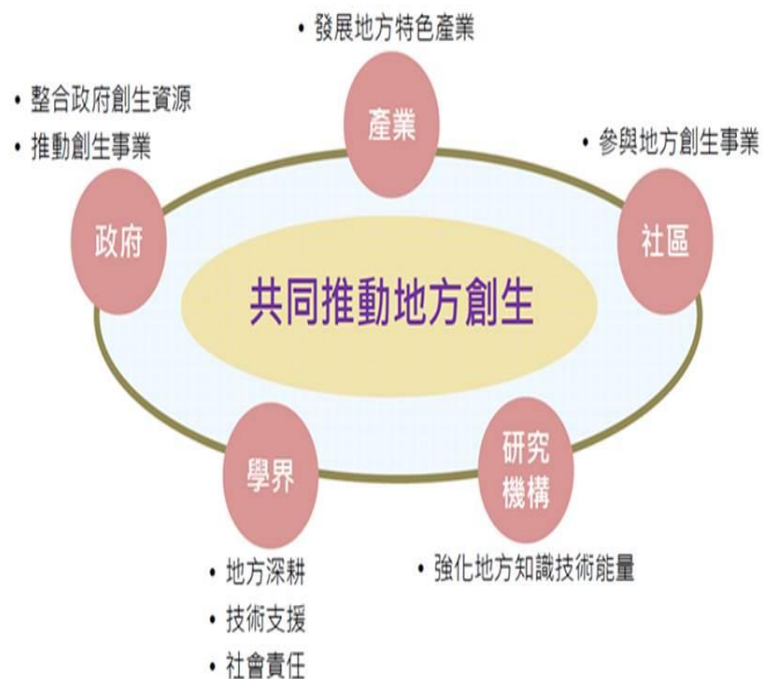 • 發展地方特色產業
產業
• 整合政府創生資源
• 推動創生事業
政府
• 參與地方創生事業
社區
共同推動地方創生
學界
• 地方深耕
• 技術支援
• 社會責任
研究
機構
• 強化地方知識技術能量